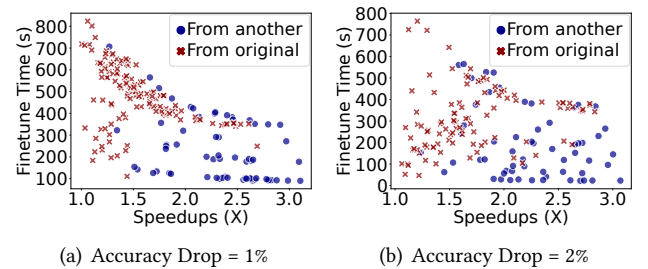 From another
From original
Finetune Time (s)
800
700
600
500
400
300
200
100
1.0 1.5 2.0 2.5 3.0
Speedups (X)
(a) Accuracy Drop = 1%
From another
From original
Finetune Time (s)
800
700
600
500
400
300
200
100
0
1.0 1.5 2.0 2.5 3.0
Speedups (X)
(b) Accuracy Drop = 2%